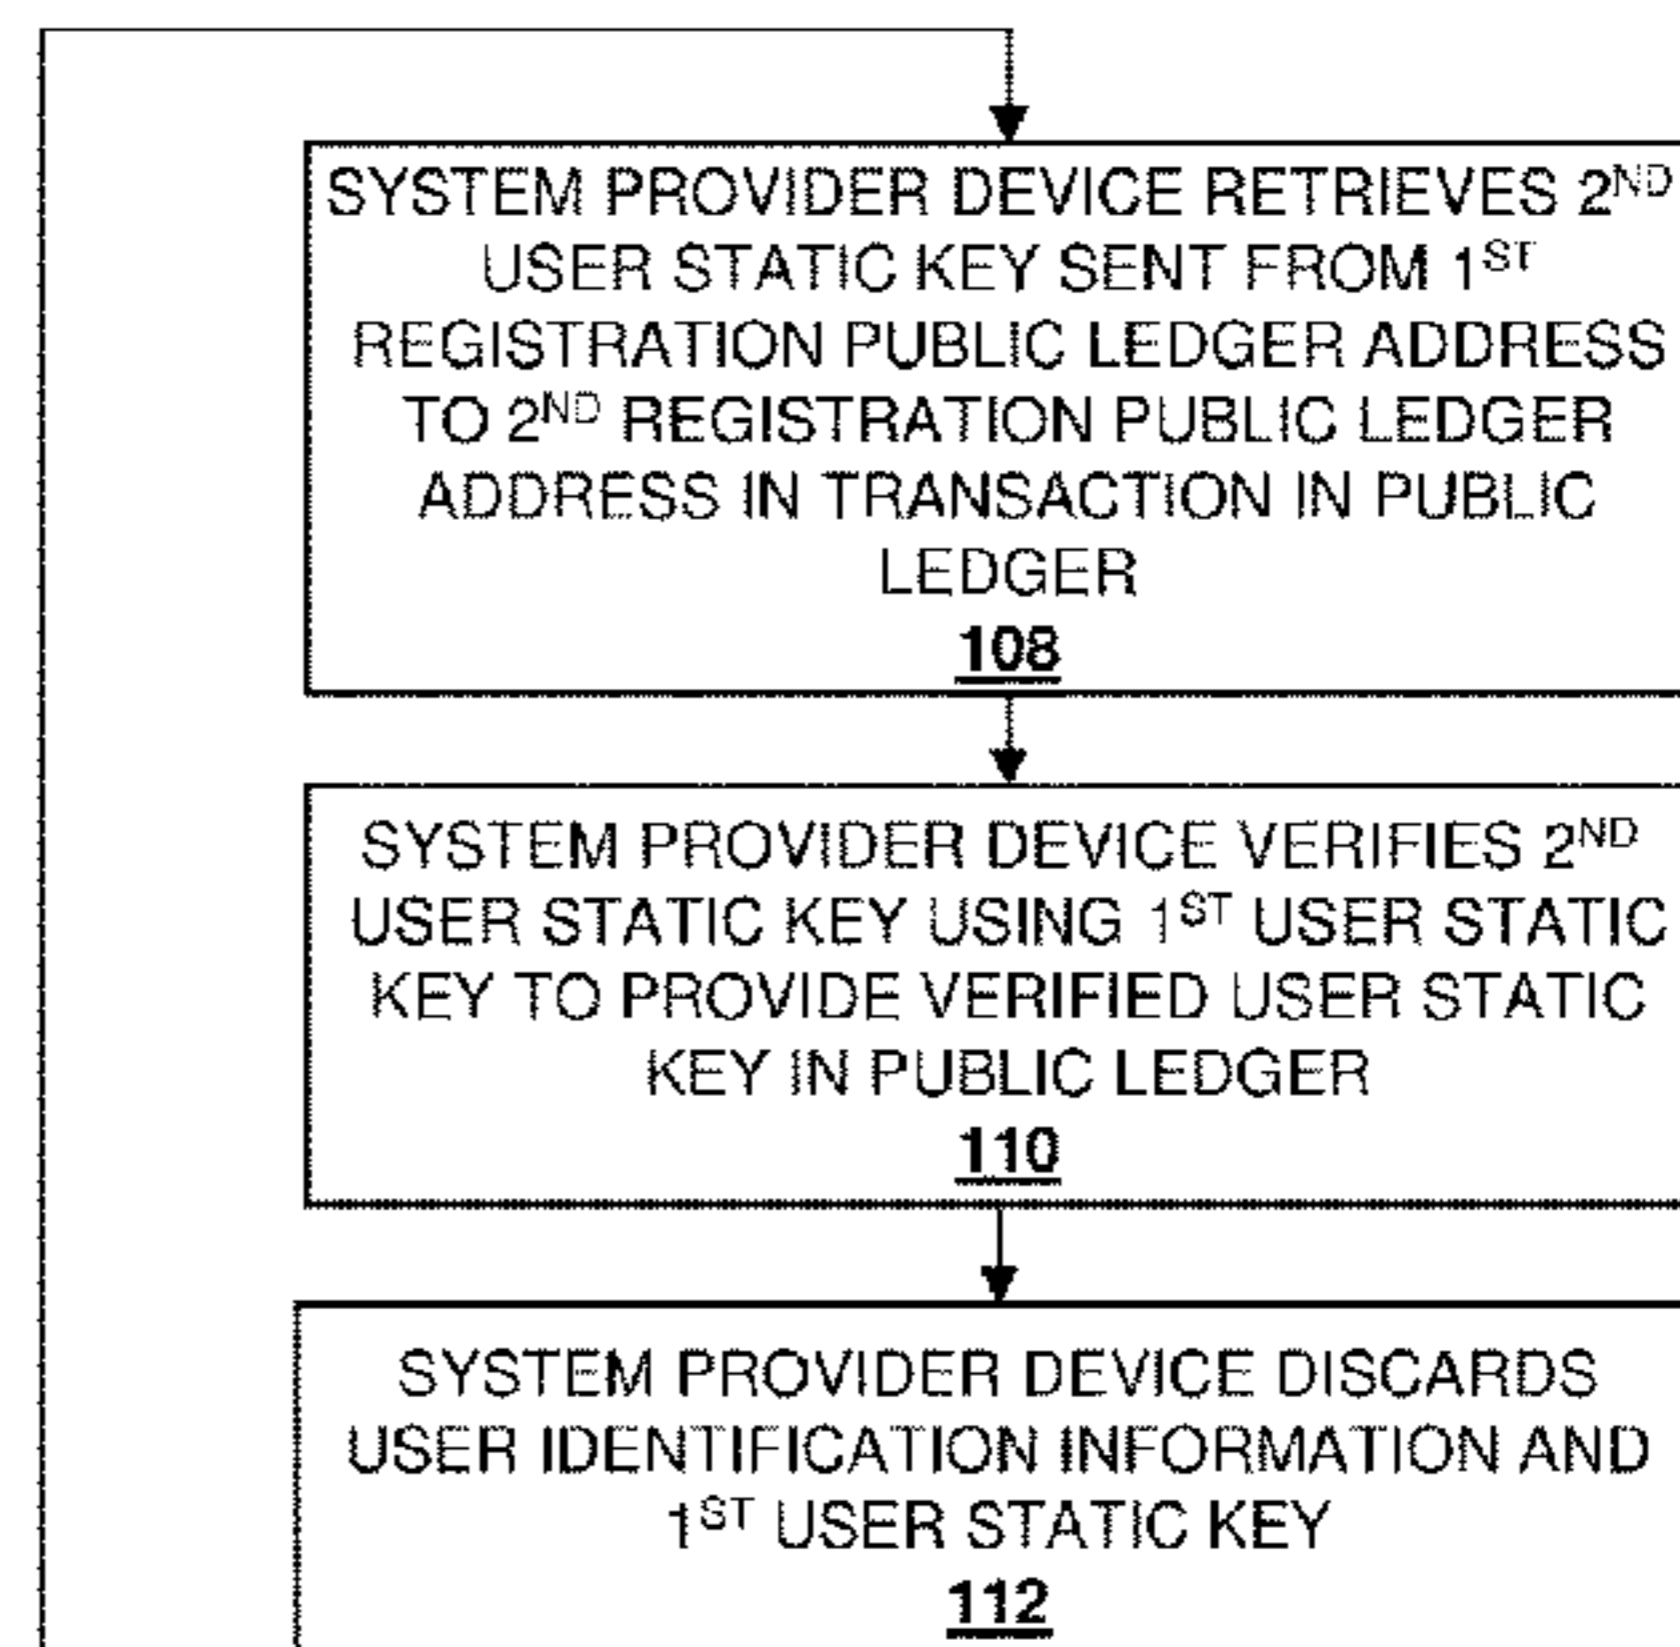 SYSTEM PROVIDER DEVICE RETRIEVES 2ND
USER STATIC KEY SENT FROM 1ST
REGISTRATION PUBLIC LEDGER ADDRESS
TO 2ND REGISTRATION PUBLIC LEDGER
ADDRESS IN TRANSACTION IN PUBLIC
LEDGER
108
SYSTEM PROVIDER DEVICE VERIFIES 2ND
USER STATIC KEY USING 1ST USER STATIC
KEY TO PROVIDE VERIFIED USER STATIC
KEY IN PUBLIC LEDGER
110
SYSTEM PROVIDER DEVICE DISCARDS
USER IDENTIFICATION INFORMATION AND
1ST USER STATIC KEY
112